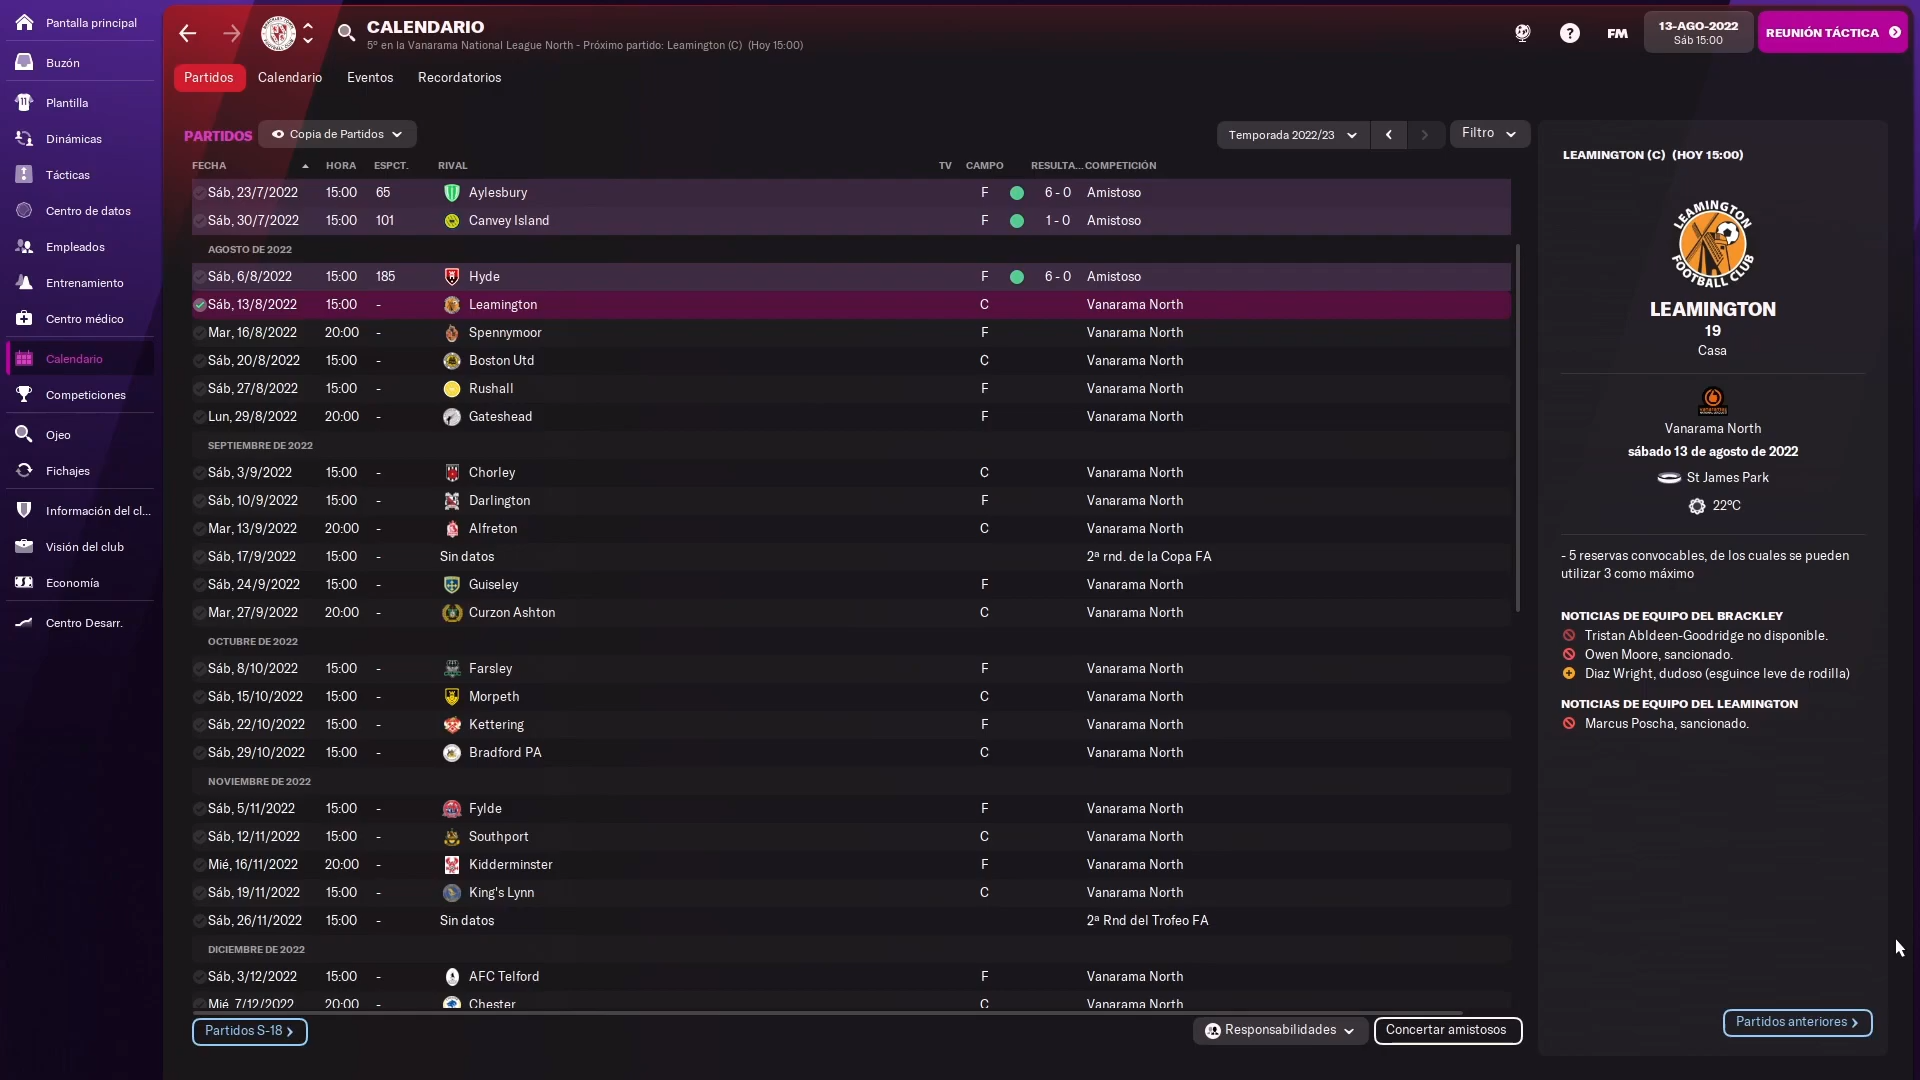 Pantalla principal
Buzón
Plantilla
Dinámicas
Tácticas
Centro de datos
Empleados
Entrenamiento
Centro médico
Calendario
Competiciones
Ojeo
Fichajes
Información del cl...
Visión del club
Economía
Centro Desarr.
CALENDARIO
5º en la Vanarama National League North - Próximo partido: Leamington (C) (Hoy 15:00)
FM
13-AGO-2022
Sáb 15:00
REUNIÓN TÁCTICA
Partidos Calendario Eventos Recordatorios
PARTIDOS Copia de Partidos Temporada 2022/23 Filtro
FECHA HORA ESPCT. RIVAL TV CAMPO RESULTA... COMPETICIÓN
Sáb, 23/7/2022 15:00 65 Aylesbury F 6 - 0 Amistoso
Sáb, 30/7/2022 15:00 101 Canvey Island F 1 - 0 Amistoso
AGOSTO DE 2022
Sáb, 6/8/2022 15:00 185 Hyde F 6 - 0 Amistoso
Sáb, 13/8/2022 15:00 - Leamington C Vanarama North
Mar, 16/8/2022 20:00 - Spennymoor F Vanarama North
Sáb, 20/8/2022 15:00 - Boston Utd C Vanarama North
Sáb, 27/8/2022 15:00 - Rushall F Vanarama North
Lun, 29/8/2022 20:00 - Gateshead F Vanarama North
SEPTIEMBRE DE 2022
Sáb, 3/9/2022 15:00 - Chorley C Vanarama North
Sáb, 10/9/2022 15:00 - Darlington F Vanarama North
Mar, 13/9/2022 20:00 - Alfreton C Vanarama North
Sáb, 17/9/2022 15:00 - Sin datos 2ª rnd. de la Copa FA
Sáb, 24/9/2022 15:00 - Guiseley F Vanarama North
Mar, 27/9/2022 20:00 - Curzon Ashton C Vanarama North
OCTUBRE DE 2022
Sáb, 8/10/2022 15:00 - Farsley F Vanarama North
Sáb, 15/10/2022 15:00 - Morpeth C Vanarama North
Sáb, 22/10/2022 15:00 - Kettering F Vanarama North
Sáb, 29/10/2022 15:00 - Bradford PA C Vanarama North
NOVIEMBRE DE 2022
Sáb, 5/11/2022 15:00 - Fylde F Vanarama North
Sáb, 12/11/2022 15:00 - Southport C Vanarama North
Mié, 16/11/2022 20:00 - Kidderminster F Vanarama North
Sáb, 19/11/2022 15:00 - King's Lynn C Vanarama North
Sáb, 26/11/2022 15:00 - Sin datos 2ª Rnd del Trofeo FA
DICIEMBRE DE 2022
Sáb, 3/12/2022 15:00 - AFC Telford F Vanarama North
Mié, 7/12/2022 20:00 - Chester C Vanarama North
Partidos S-18 Responsabilidades Concertar amistosos
LEAMINGTON (C) (HOY 15:00)
LEAMINGTON
FOOTBALL CLUB
LEAMINGTON
19
Casa
Vanarama North
sábado 13 de agosto de 2022
St James Park
22ºC
- 5 reservas convocables, de los cuales se pueden
utilizar 3 como máximo
NOTICIAS DE EQUIPO DEL BRACKLEY
Tristan Abldeen-Goodridge no disponible.
Owen Moore, sancionado.
Diaz Wright, dudoso (esguince leve de rodilla)
NOTICIAS DE EQUIPO DEL LEAMINGTON
Marcus Poscha, sancionado.
Partidos anteriores